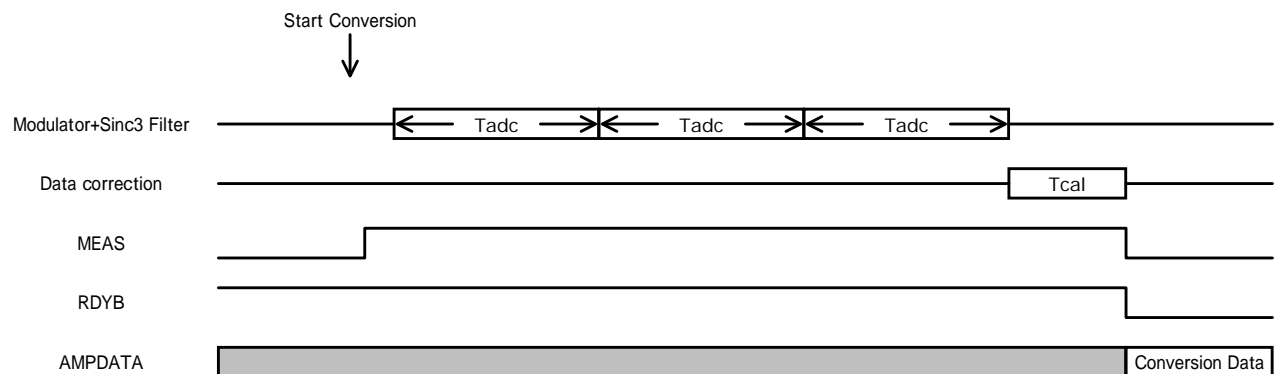 Start Conversion
Modulator+Sinc3 Filter
Tadc Tadc Tadc
Data correction
Tcal
MEAS
RDYB
AMPDATA
Conversion Data